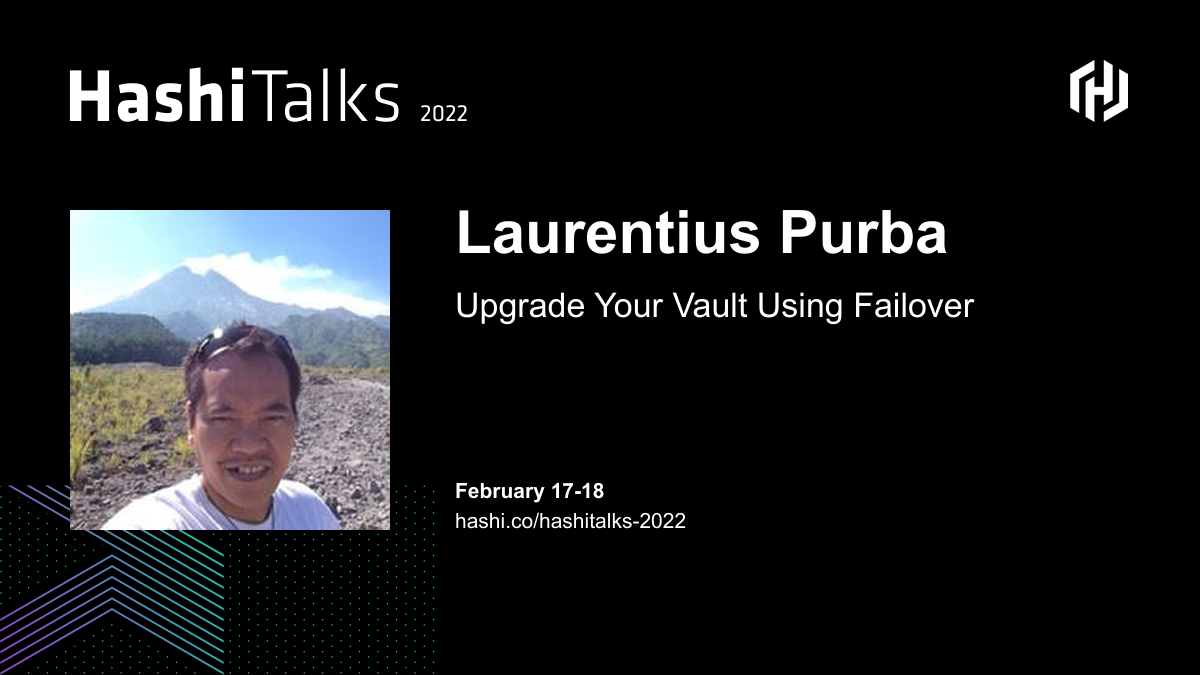 HashiTalks 2022
Laurentius Purba
Upgrade Your Vault Using Failover
February 17-18
hashi.co/hashitalks-2022